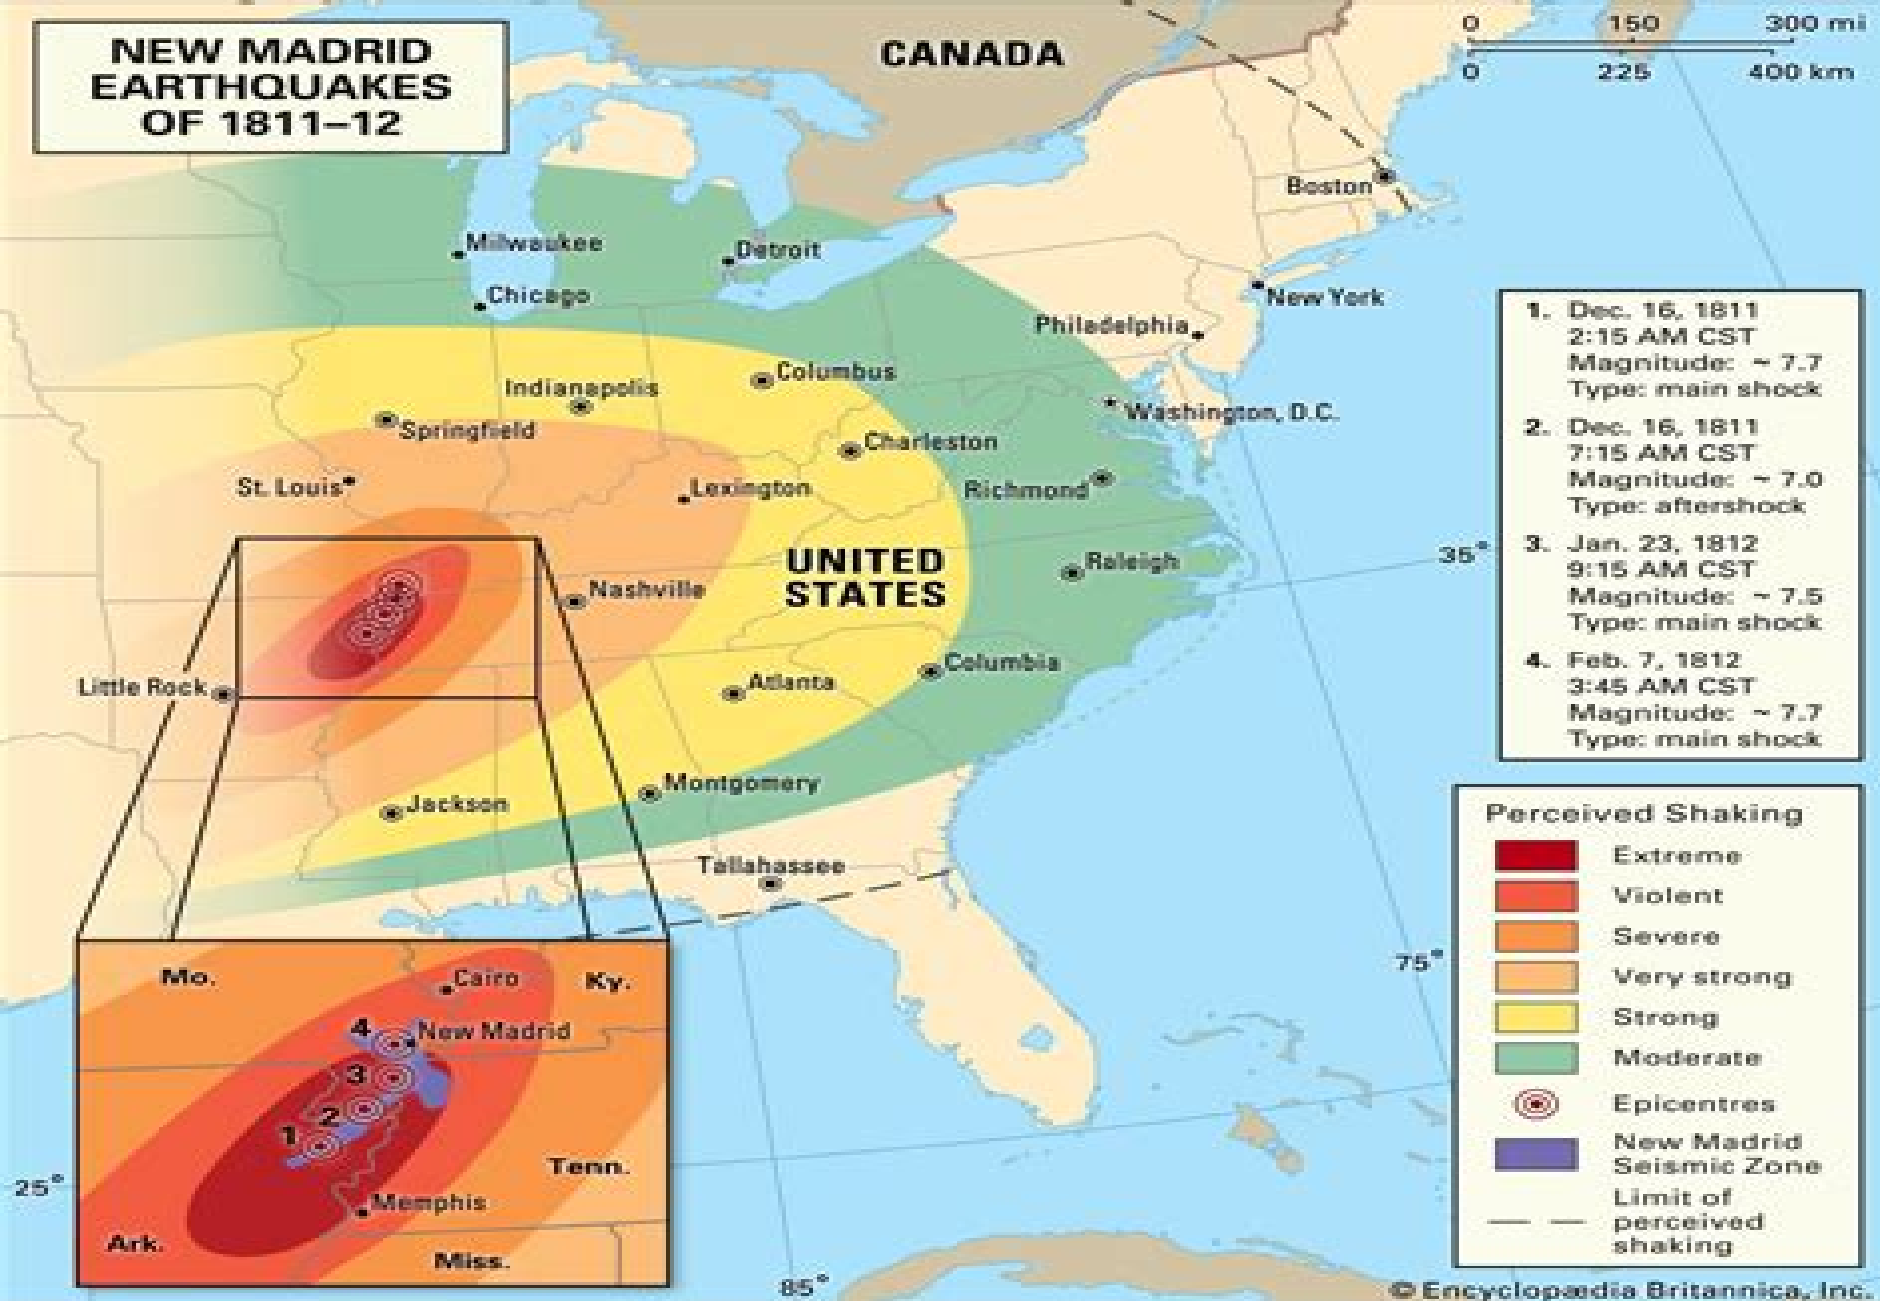 NEW MADRID
EARTHQUAKES
OF 1811–12
CANADA
0 150 300 mi
0 225 400 km
Boston
Milwaukee
Detroit
Chicago
New York
Philadelphia
Columbus
Indianapolis
Washington, D.C.
Springfield
Charleston
St. Louis
Lexington
Richmond
UNITED
STATES
35°
Raleigh
Nashville
Columbia
Little Rock
Atlanta
Montgomery
Jackson
Tallahassee
75°
25°
85°
1. Dec. 16, 1811
2:15 AM CST
Magnitude: ~ 7.7
Type: main shock
2. Dec. 16, 1811
7:15 AM CST
Magnitude: ~ 7.0
Type: aftershock
3. Jan. 23, 1812
9:15 AM CST
Magnitude: ~ 7.5
Type: main shock
4. Feb. 7, 1812
3:45 AM CST
Magnitude: ~ 7.7
Type: main shock
Perceived Shaking
Extreme
Violent
Severe
Very strong
Strong
Moderate
Epicentres
New Madrid
Seismic Zone
Limit of
perceived
shaking
Mo.
Cairo
Ky.
4
New Madrid
3
2
1
Tenn.
Memphis
Ark.
Miss.
© Encyclopædia Britannica, Inc.